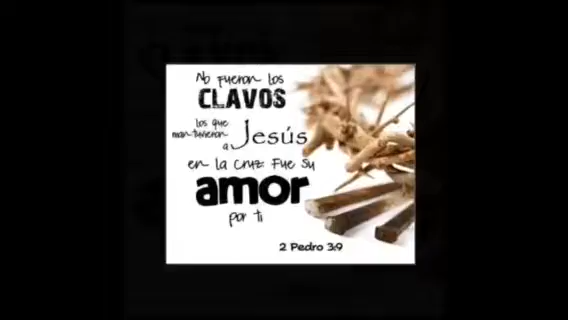 No fueron los
CLAVOS
los que
mantuvieron
a Jesús
en la cruz: Fue su
amor
por ti
2 Pedro 3:9